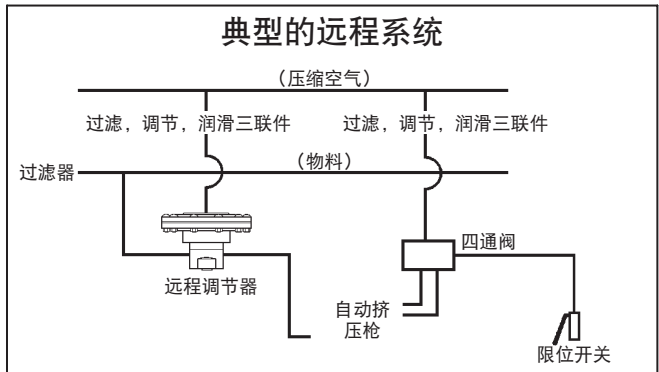 典型的远程系统
（压缩空气）
过滤，调节，润滑三联件
过滤，调节，润滑三联件
过滤器
（物料）
四通阀
远程调节器
自动挤
压枪
限位开关